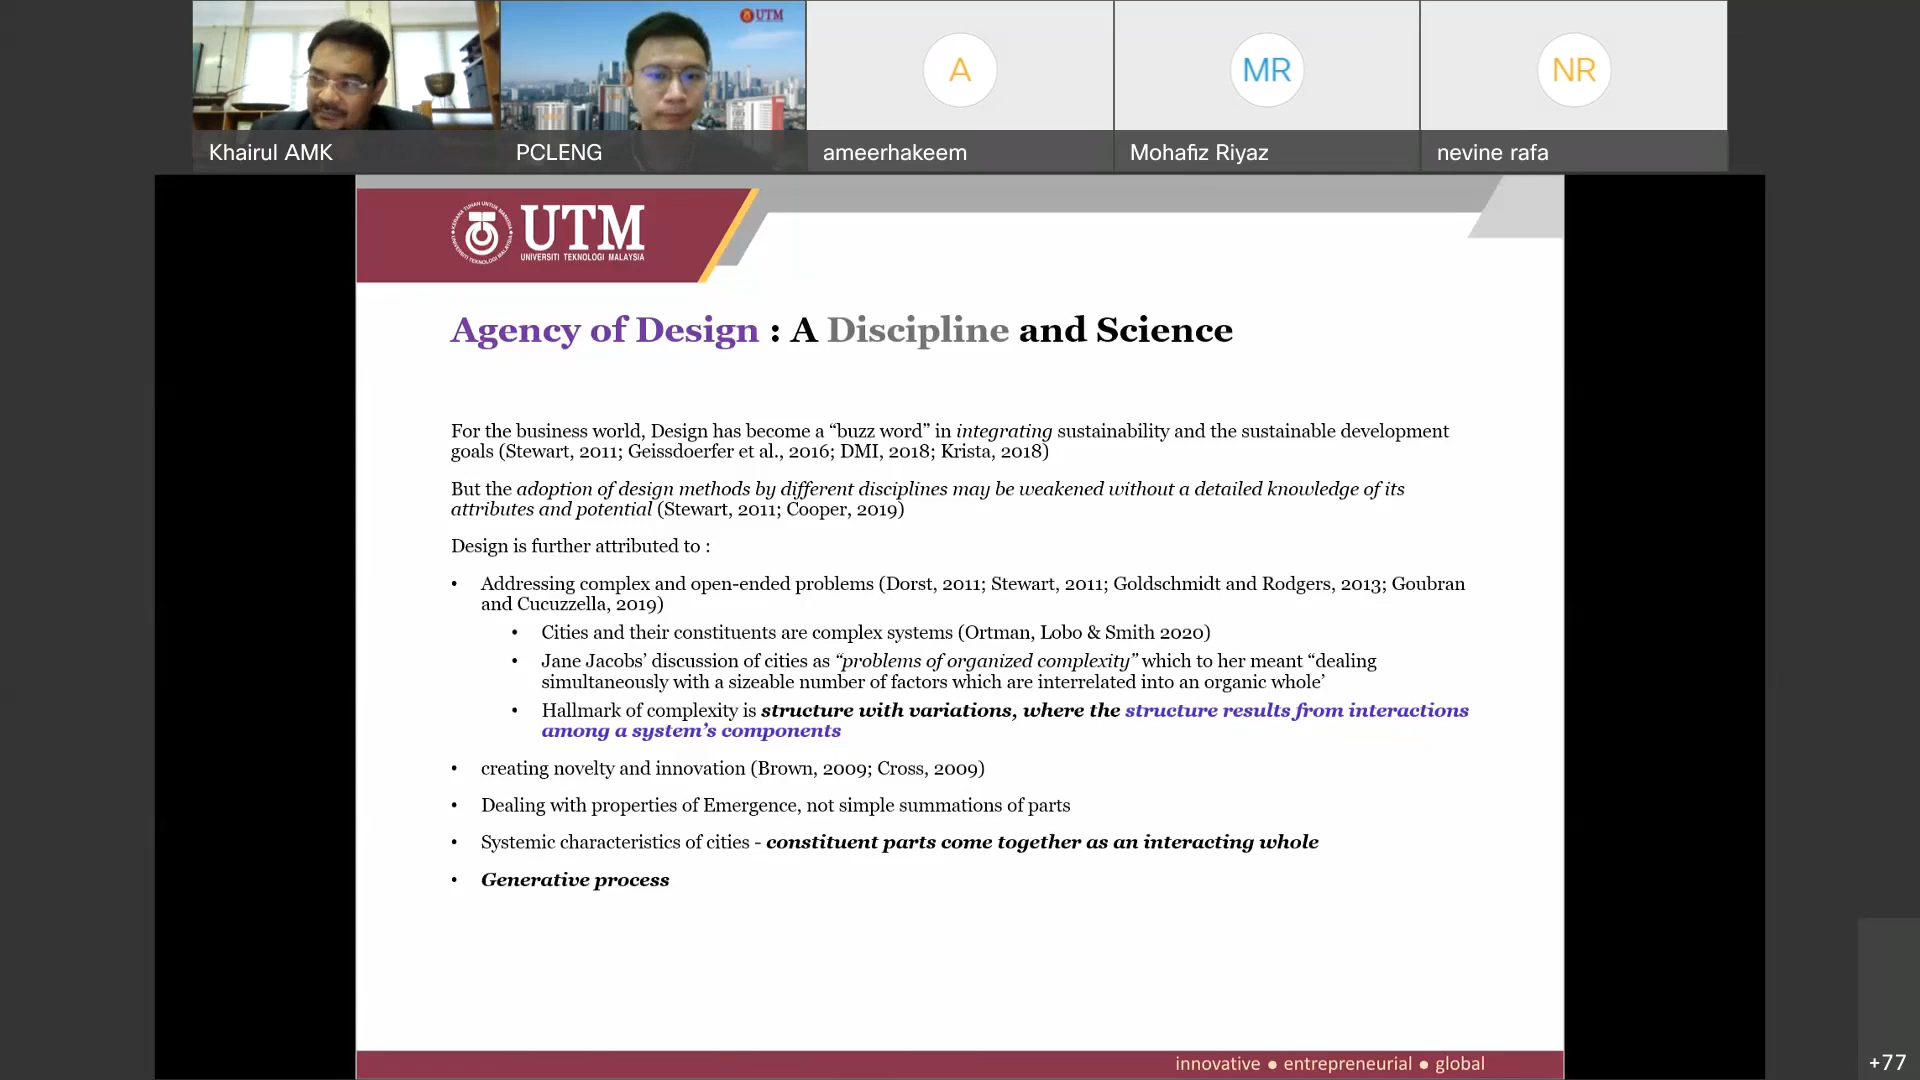 UTM
A
MR
NR
Khairul AMK
PCLENG
ameerhakeem
Mohafiz Riyaz
nevine rafa
UTM
UNIVERSITI TEKNOLOGI MALAYSIA
Agency of Design : A Discipline and Science
For the business world, Design has become a “buzz word” in integrating sustainability and the sustainable development
goals (Stewart, 2011; Geissdoerfer et al., 2016; DMI, 2018; Krista, 2018)
But the adoption of design methods by different disciplines may be weakened without a detailed knowledge of its
attributes and potential (Stewart, 2011; Cooper, 2019)
Design is further attributed to :
• Addressing complex and open-ended problems (Dorst, 2011; Stewart, 2011; Goldschmidt and Rodgers, 2013; Goubran
and Cucuzzella, 2019)
• Cities and their constituents are complex systems (Ortman, Lobo & Smith 2020)
• Jane Jacobs’ discussion of cities as “problems of organized complexity” which to her meant “dealing
simultaneously with a sizeable number of factors which are interrelated into an organic whole’
• Hallmark of complexity is structure with variations, where the structure results from interactions
among a system’s components
• creating novelty and innovation (Brown, 2009; Cross, 2009)
• Dealing with properties of Emergence, not simple summations of parts
• Systemic characteristics of cities - constituent parts come together as an interacting whole
• Generative process
innovative ● entrepreneurial ● global
+77